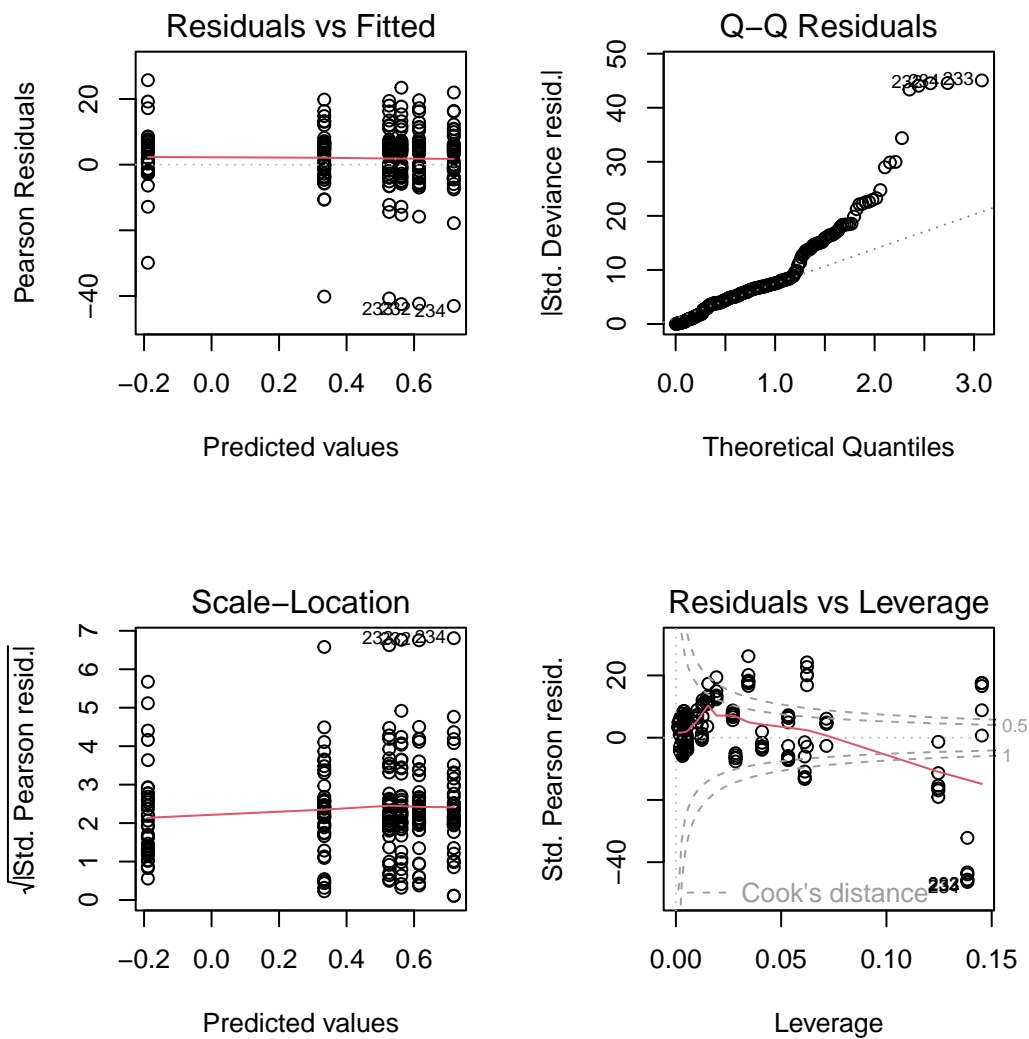 Residuals vs Fitted
Pearson Residuals
20
0
−40
−0.2 0.0 0.2 0.4 0.6
Predicted values
234
Q−Q Residuals
|Std. Deviance resid.|
50
40
30
20
10
0
0.0 1.0 2.0 3.0
Theoretical Quantiles
233
Scale−Location
√|Std. Pearson resid.|
7
6
5
4
3
2
1
0
−0.2 0.0 0.2 0.4 0.6
Predicted values
234
Residuals vs Leverage
Std. Pearson resid.
20
0
−40
0.00 0.05 0.10 0.15
Leverage
0.5
1
Cook's distance